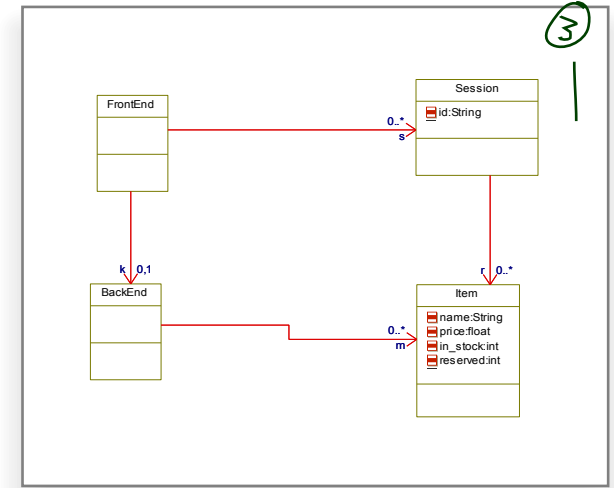 3
FrontEnd
Session
id:String
0..*
s
k 0,1
r 0..*
BackEnd
Item
name:String
price:float
in_stock:int
reserved:int
0..*
m